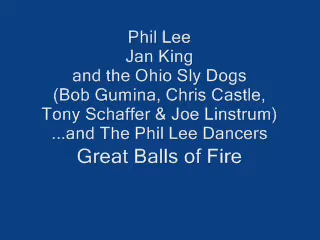 Phil Lee
Jan King
and the Ohio Sly Dogs
(Bob Gumina, Chris Castle,
Tony Schaffer & Joe Linstrum)
...and The Phil Lee Dancers
Great Balls of Fire